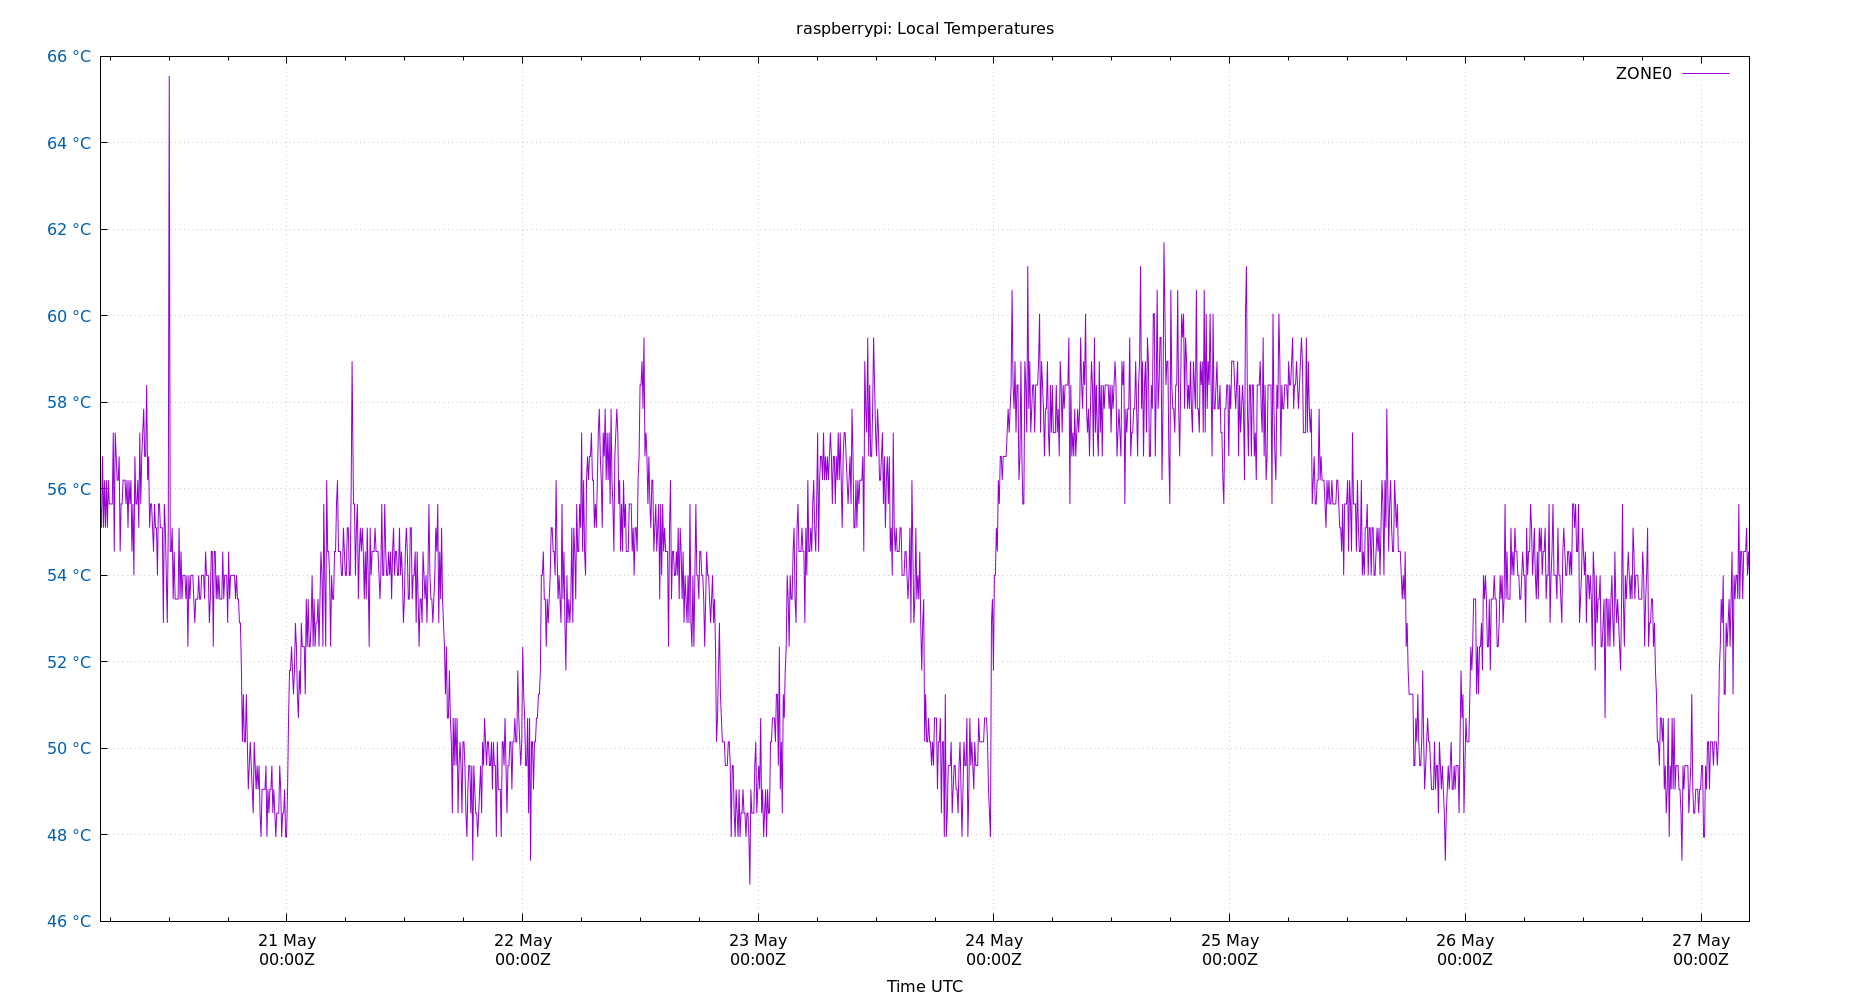 raspberrypi: Local Temperatures
66 °C
ZONE0
64 °C
62 °C
60 °C
58 °C
56 °C
54 °C
52 °C
50 °C
48 °C
46 °C
21 May 22 May 23 May 24 May 25 May 26 May 27 May
00:00Z 00:00Z 00:00Z 00:00Z 00:00Z 00:00Z 00:00Z
Time UTC